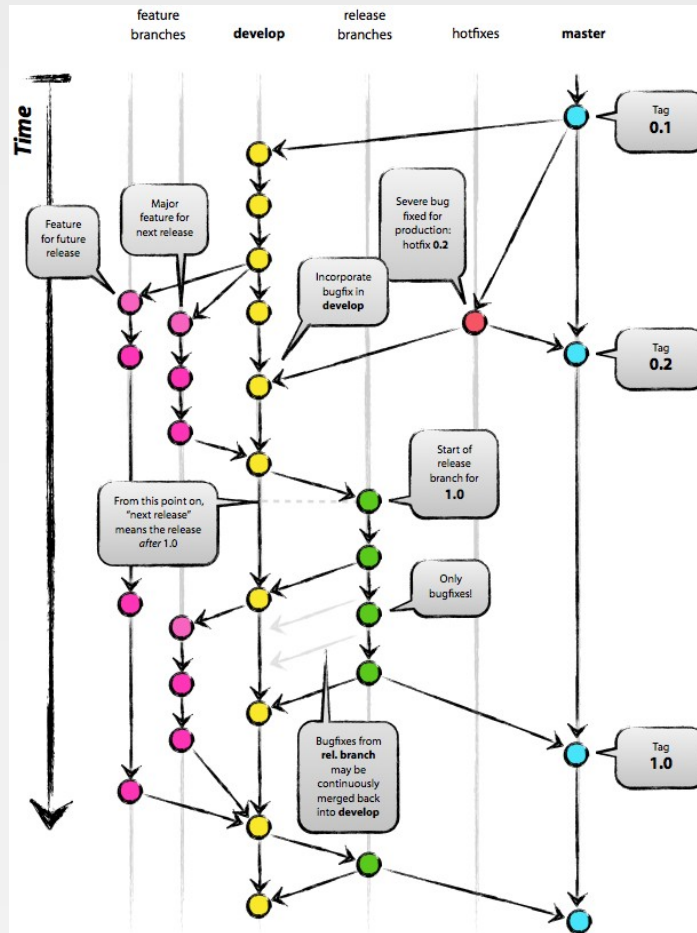 feature
branches
develop
release
branches
hotfixes
master
Time
Tag
0.1
Feature
for future
release
Major
feature for
next release
Severe bug
fixed for
production:
hotfix 0.2
Incorporate
bugfix in
develop
Tag
0.2
Start of
release
branch for
1.0
From this point on,
“next release”
means the release
after 1.0
Only
bugfixes!
Bugfixes from
rel. branch
may be
continuously
merged back
into develop
Tag
1.0